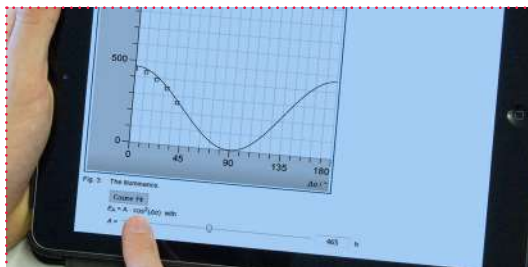 500
0
0 45 90 135 180
Δα / °
Fig. 3: The illuminance.
Cosine Fit
= A · cos²(Δα) with
A =
465 lx